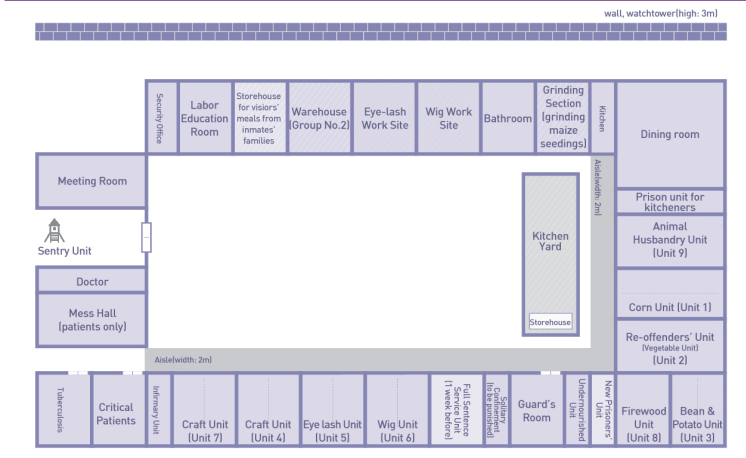 wall, watchtower(high: 3m)
Security Office
Labor
Education
Room
Storehouse
for visiors'
meals from
inmates'
families
Warehouse
(Group No.2)
Eye-lash
Work Site
Wig Work
Site
Bathroom
Grinding
Section
(grinding
maize
seedings)
Kitchen
Dining room
Meeting Room
Aisle(width: 2m)
Prison unit for
kitcheners
Sentry Unit
Kitchen
Yard
Animal
Husbandry Unit
(Unit 9)
Doctor
Mess Hall
(patients only)
Storehouse
Corn Unit (Unit 1)
Re-offenders' Unit
(Vegetable Unit)
(Unit 2)
Aisle(width: 2m)
Tuberculosis
Critical
Patients
Infirmary Unit
Craft Unit
(Unit 7)
Craft Unit
(Unit 4)
Eye lash Unit
(Unit 5)
Wig Unit
(Unit 6)
Full Sentence
Service Unit
(1 week before)
Splitary
Confinement
(to be punished)
Guard's
Room
Undernourished
Unit
New Prisoners'
Unit
Firewood
Unit
(Unit 8)
Bean &
Potato Unit
(Unit 3)